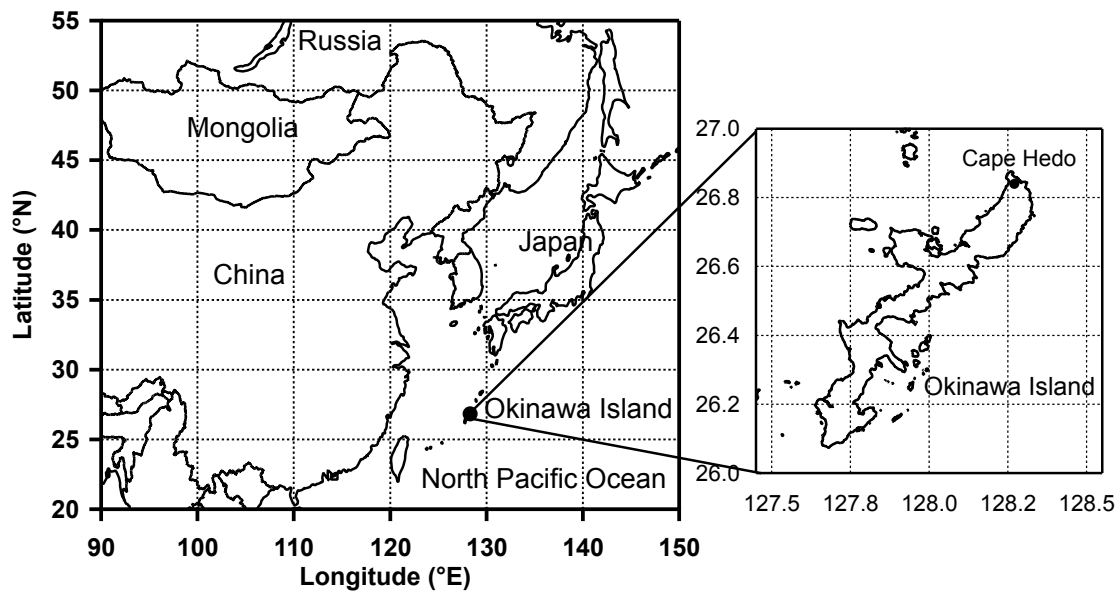 55
50
45
40
35
30
25
20
Latitude (°N)
90
100
110
120
130
140
150
Longitude (°E)
Russia
Mongolia
China
Japan
Okinawa Island
North Pacific Ocean
27.0
26.8
26.6
26.4
26.2
26.0
127.5
127.8
128.0
128.2
128.5
Cape Hedo
Okinawa Island